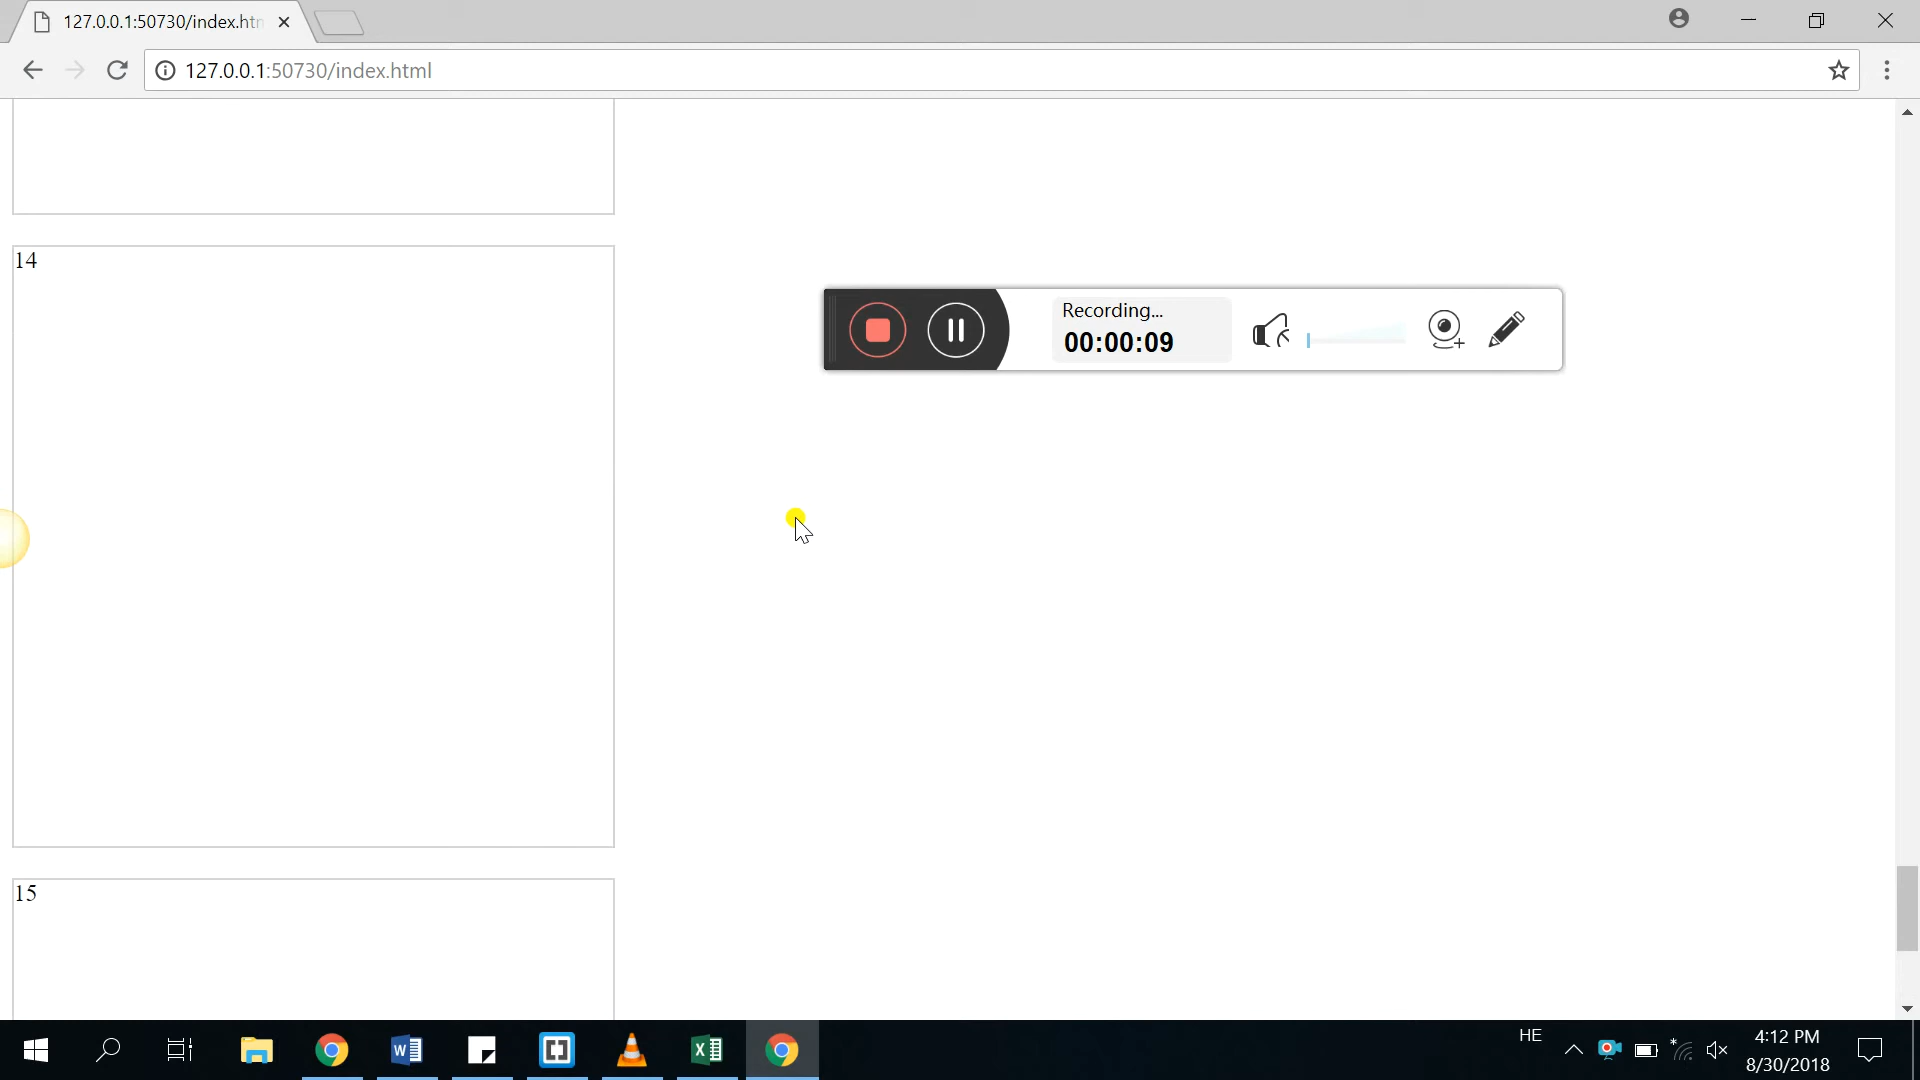 127.0.0.1:50730/index.htm
127.0.0.1:50730/index.html
14
Recording...
00:00:09
15
HE
4:12 PM
8/30/2018